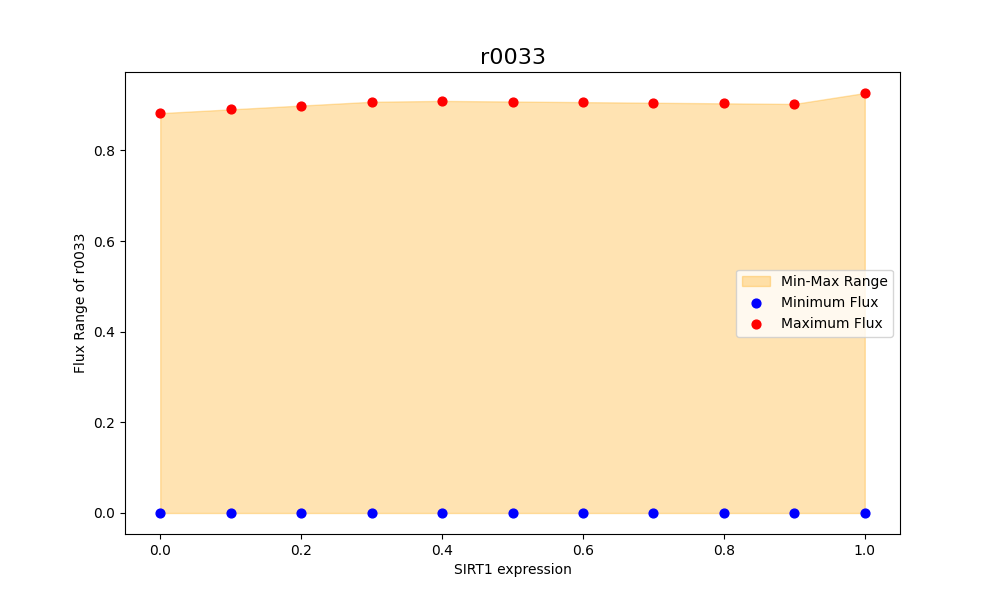 r0033
Flux Range of r0033
0.8
0.6
0.4
0.2
0.0
Min-Max Range
Minimum Flux
Maximum Flux
0.0 0.2 0.4 0.6 0.8 1.0
SIRT1 expression